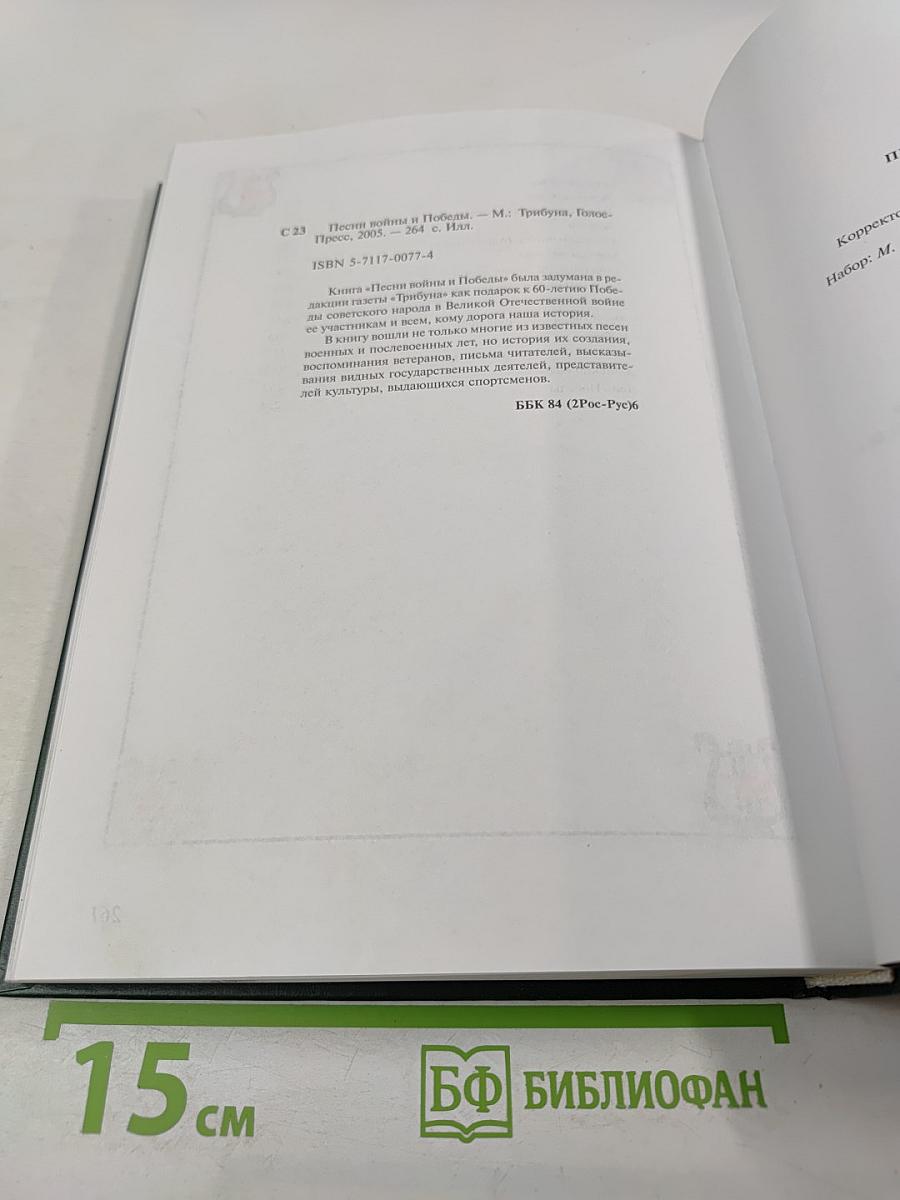 С 23 Песни войны и Победы. — М.: Трибуна, Голос-
Пресс, 2005. — 264 с. Илл.
ISBN 5-7117-0077-4
Книга «Песни войны и Победы» была задумана в ре-
дакции газеты «Трибуна» как подарок к 60-летию Побе-
ды советского народа в Великой Отечественной войне
ее участникам и всем, кому дорога наша история.
В книгу вошли не только многие из известных песен
военных и послевоенных лет, но история их создания,
воспоминания ветеранов, письма читателей, высказы-
вания видных государственных деятелей, представите-
лей культуры, выдающихся спортсменов.
ББК 84 (2Рос-Рус)6
261
Набор: М.
15 см
БФ БИБЛИОФАН